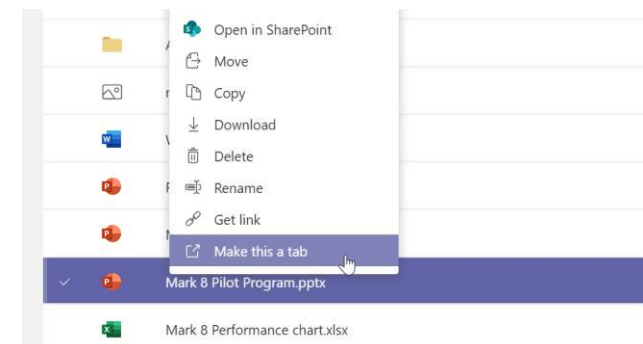 Open in SharePoint
Move
Copy
Download
Delete
Rename
Get link
Make this a tab
Mark 8 Pilot Program.pptx
Mark 8 Performance chart.xlsx